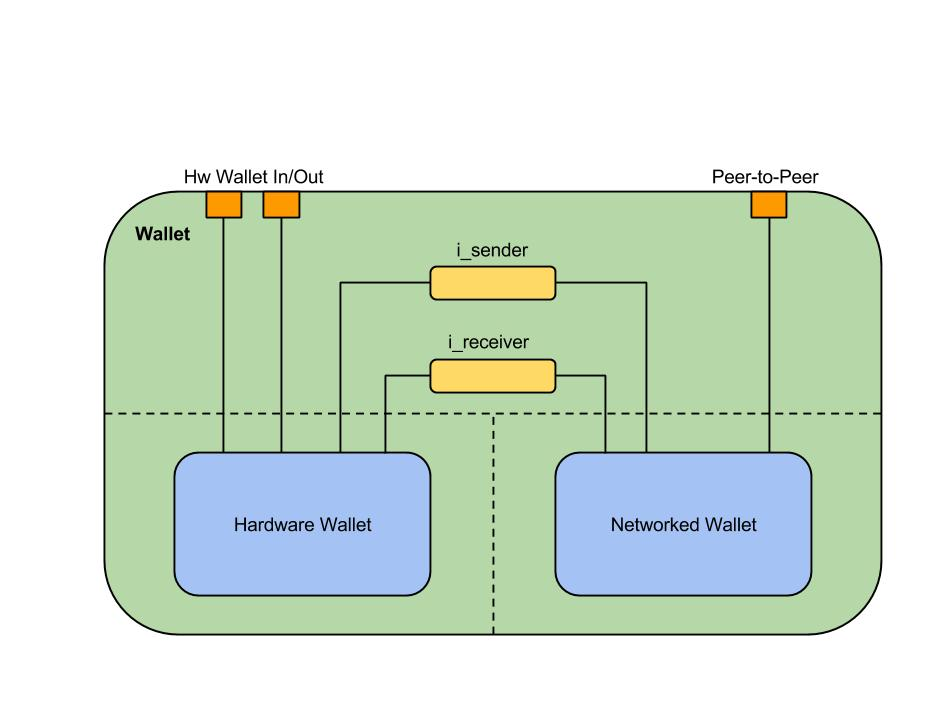 Hw Wallet In/Out
Peer-to-Peer
Wallet
i_sender
i_receiver
Hardware Wallet
Networked Wallet